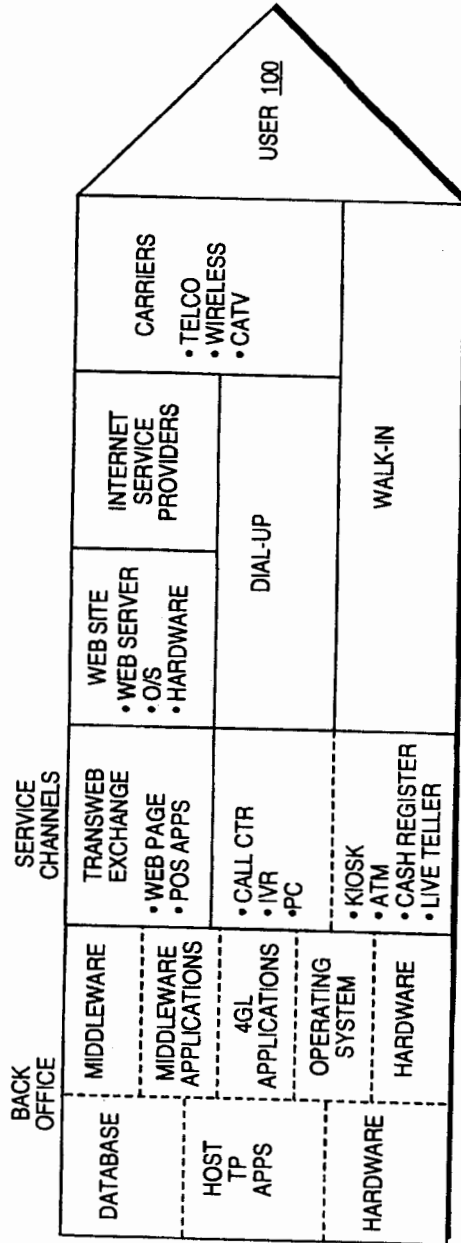 BACK
OFFICE
SERVICE
CHANNELS
DATABASE
HOST
TP
APPS
HARDWARE
MIDDLEWARE
MIDDLEWARE
APPLICATIONS
4GL
APPLICATIONS
OPERATING
SYSTEM
HARDWARE
TRANSWEB
EXCHANGE
• WEB PAGE
• POS APPS
• CALL CTR
• IVR
•PC
• KIOSK
• ATM
• CASH REGISTER
• LIVE TELLER
WEB SITE
• WEB SERVER
• O/S
• HARDWARE
INTERNET
SERVICE
PROVIDERS
DIAL-UP
WALK-IN
CARRIERS
• TELCO
• WIRELESS
• CATV
USER 100